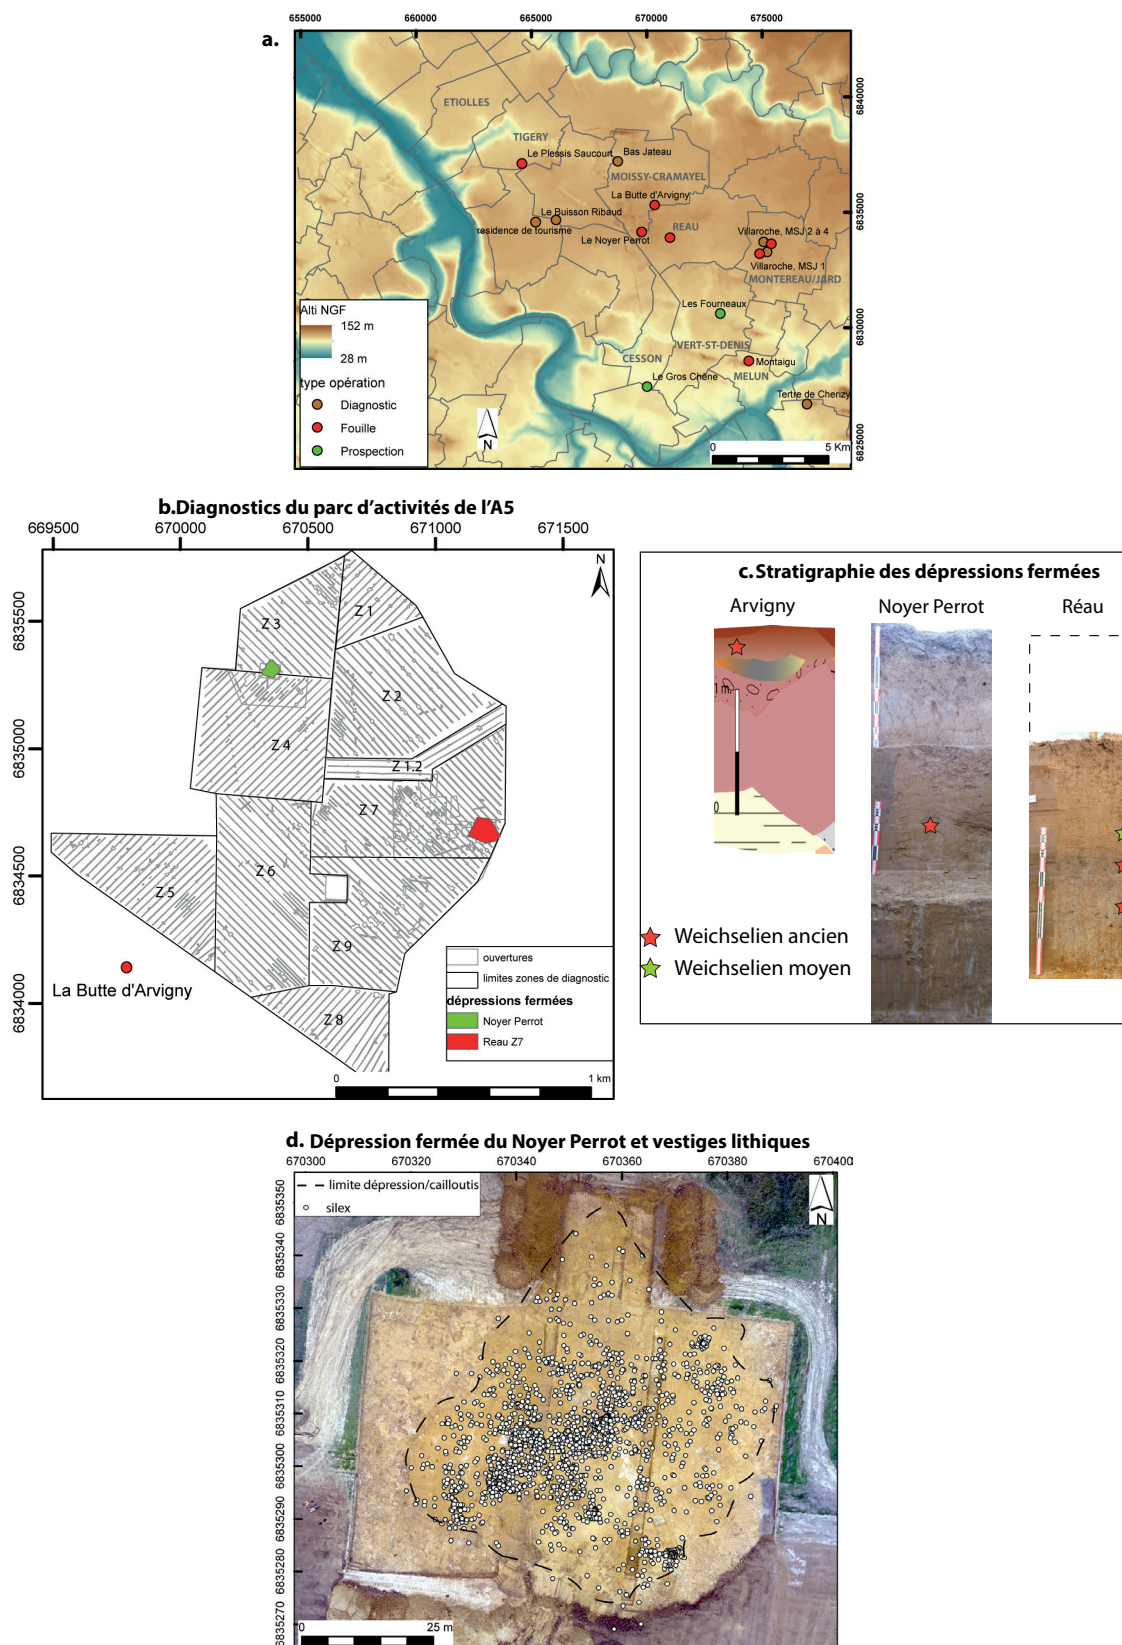 a.
655000 660000 665000 670000 675000
6840000
6835000
6830000
6825000
ETIOLLES
TIGERY
Le Plessis Saucourt
Bas Jateau
MOISSY-CRAMAYEL
La Butte d'Arvigny
Le Buisson Ribaud
residence de tourisme
REAU
Le Noyer Perrot
Villaroche, MSJ 2 à 4
Villaroche, MSJ 1
MONTEREAU/JARD
Les Fourneaux
VERT-ST-DENIS
CESSON
Montaigu
MELUN
Le Gros Chêne
Tertre de Cherizy
Alti NGF
152 m
28 m
type opération
Diagnostic
Fouille
Prospection
N
0 5 Km
b.Diagnostics du parc d'activités de l'A5
669500 670000 670500 671000 671500
6835500
6835000
6834500
6834000
N
Z 1
Z 3
Z 2
Z 4
Z 1.2
Z 7
Z 6
Z 5
Z 9
Z 8
La Butte d'Arvigny
ouvertures
limites zones de diagnostic
dépressions fermées
Noyer Perrot
Reau Z7
0 1 km
c. Stratigraphie des dépressions fermées
Arvigny Noyer Perrot Réau
1 m.
0
Weichselien ancien
Weichselien moyen
d. Dépression fermée du Noyer Perrot et vestiges lithiques
670300 670320 670340 670360 670380 670400
6835350
6835340
6835330
6835320
6835310
6835300
6835290
6835280
6835270
limite dépression/cailloutis
silex
N
0 25 m